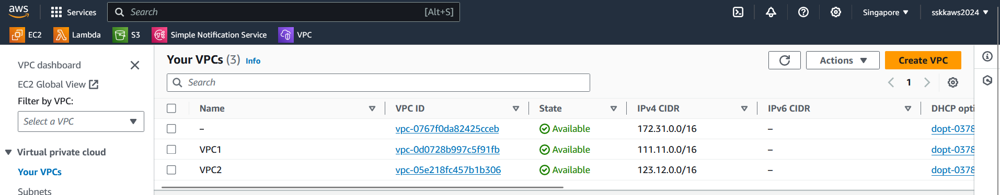 aws Services Search [Alt+S] Singapore sskkaws2024
EC2 Lambda S3 Simple Notification Service VPC
VPC dashboard
EC2 Global View
Filter by VPC:
Select a VPC
Virtual private cloud
Your VPCs
Subnets
Your VPCs (3) Info
Actions Create VPC
Search
1
Name VPC ID State IPv4 CIDR IPv6 CIDR DHCP opti
– vpc-0767f0da82425cceb Available 172.31.0.0/16 – dopt-0378
VPC1 vpc-0d0728b997c5f91fb Available 111.11.0.0/16 – dopt-0378
VPC2 vpc-05e218fc457b1b306 Available 123.12.0.0/16 – dopt-0378